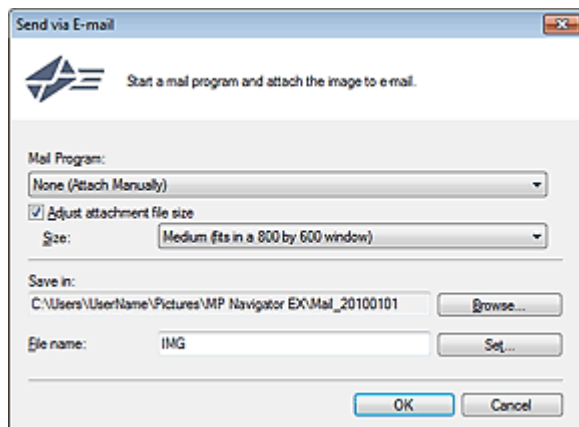 Send via E-mail
Start a mail program and attach the image to e-mail.
Mail Program:
None (Attach Manually)
Adjust attachment file size
Size: Medium (fits in a 800 by 600 window)
Save in:
C:\Users\UserName\Pictures\MP Navigator EX\Mail_20100101 Browse...
File name: IMG Set...
OK Cancel